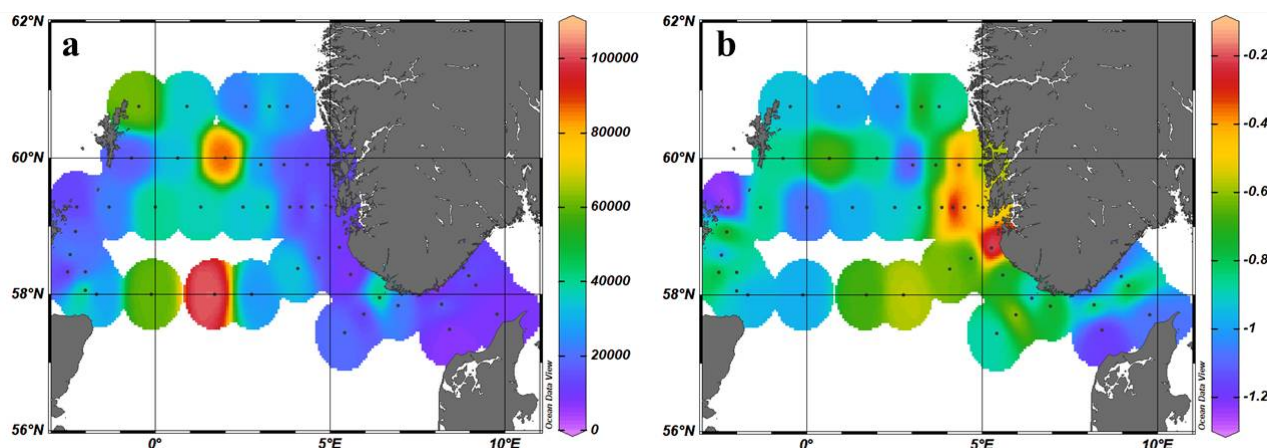 a
62°N
60°N
58°N
56°N
0°
5°E
10°E
100000
80000
60000
40000
20000
0
Ocean Data View
b
62°N
60°N
58°N
56°N
0°
5°E
10°E
-0.2
-0.4
-0.6
-0.8
-1
-1.2
Ocean Data View